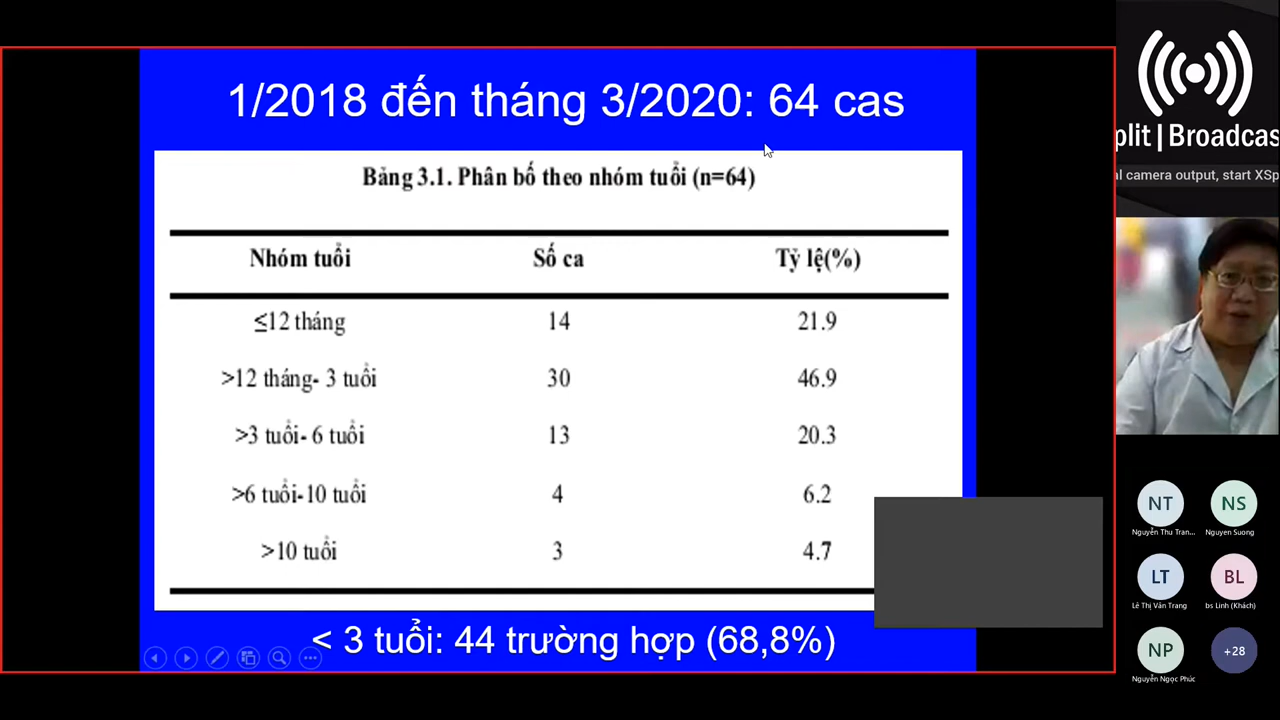 1/2018 đến tháng 3/2020: 64 cas
Bảng 3.1. Phân bố theo nhóm tuổi (n=64)
Nhóm tuổi Số ca Tỷ lệ(%)
≤12 tháng 14 21.9
>12 tháng- 3 tuổi 30 46.9
>3 tuổi- 6 tuổi 13 20.3
>6 tuổi-10 tuổi 4 6.2
>10 tuổi 3 4.7
< 3 tuổi: 44 trường hợp (68,8%)
plit | Broadcas
al camera output, start XSp
NT NS
Nguyễn Thu Tran... Nguyen Suong
LT BL
Lê Thị Vân Trang bs Linh (Khách)
NP +28
Nguyễn Ngọc Phúc